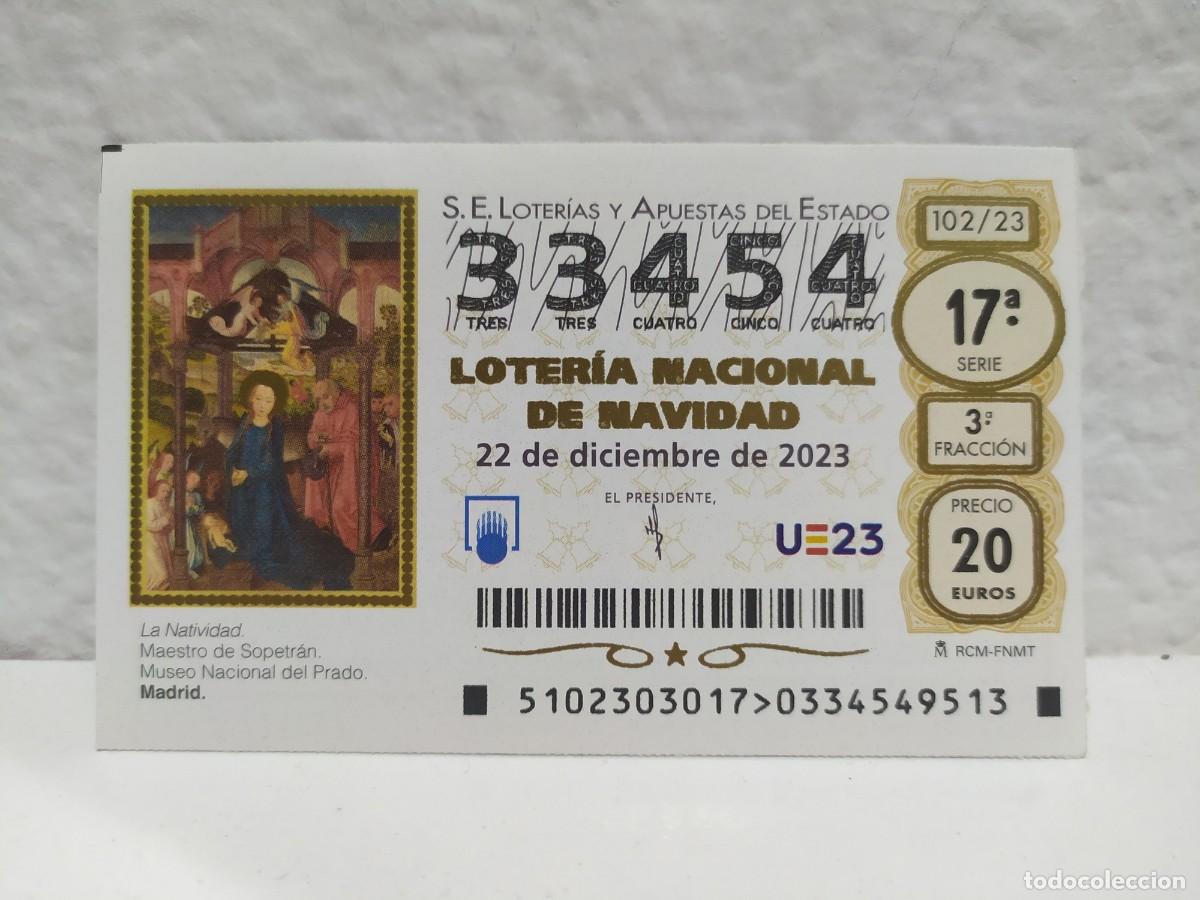 S. E. LOTERÍAS Y APUESTAS DEL ESTADO
33454
TRES TRES CUATRO CINCO CUATRO
LOTERÍA NACIONAL
DE NAVIDAD
22 de diciembre de 2023
EL PRESIDENTE,
UE23
5102303017>0334549513
102/23
17ª
SERIE
3ª
FRACCIÓN
PRECIO
20
EUROS
RCM-FNMT
La Natividad.
Maestro de Sopetrán.
Museo Nacional del Prado.
Madrid.
todocoleccion